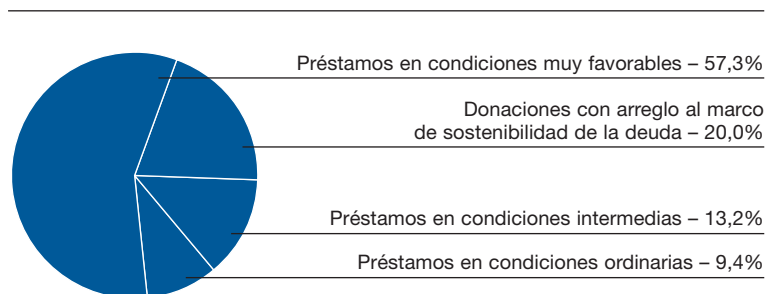 Préstamos en condiciones muy favorables – 57,3%
Donaciones con arreglo al marco
de sostenibilidad de la deuda – 20,0%
Préstamos en condiciones intermedias – 13,2%
Préstamos en condiciones ordinarias – 9,4%